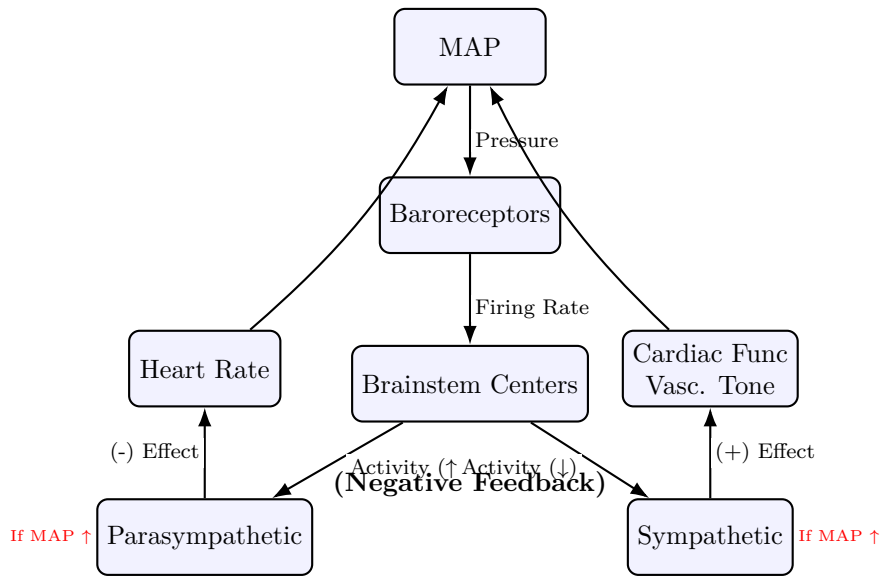 MAP
Pressure
Baroreceptors
Firing Rate
Heart Rate
Brainstem Centers
Cardiac Func
Vasc. Tone
(-) Effect
(+) Effect
Activity (↑
Activity (↓)
(Negative Feedback)
If MAP ↑
Parasympathetic
Sympathetic
If MAP ↑